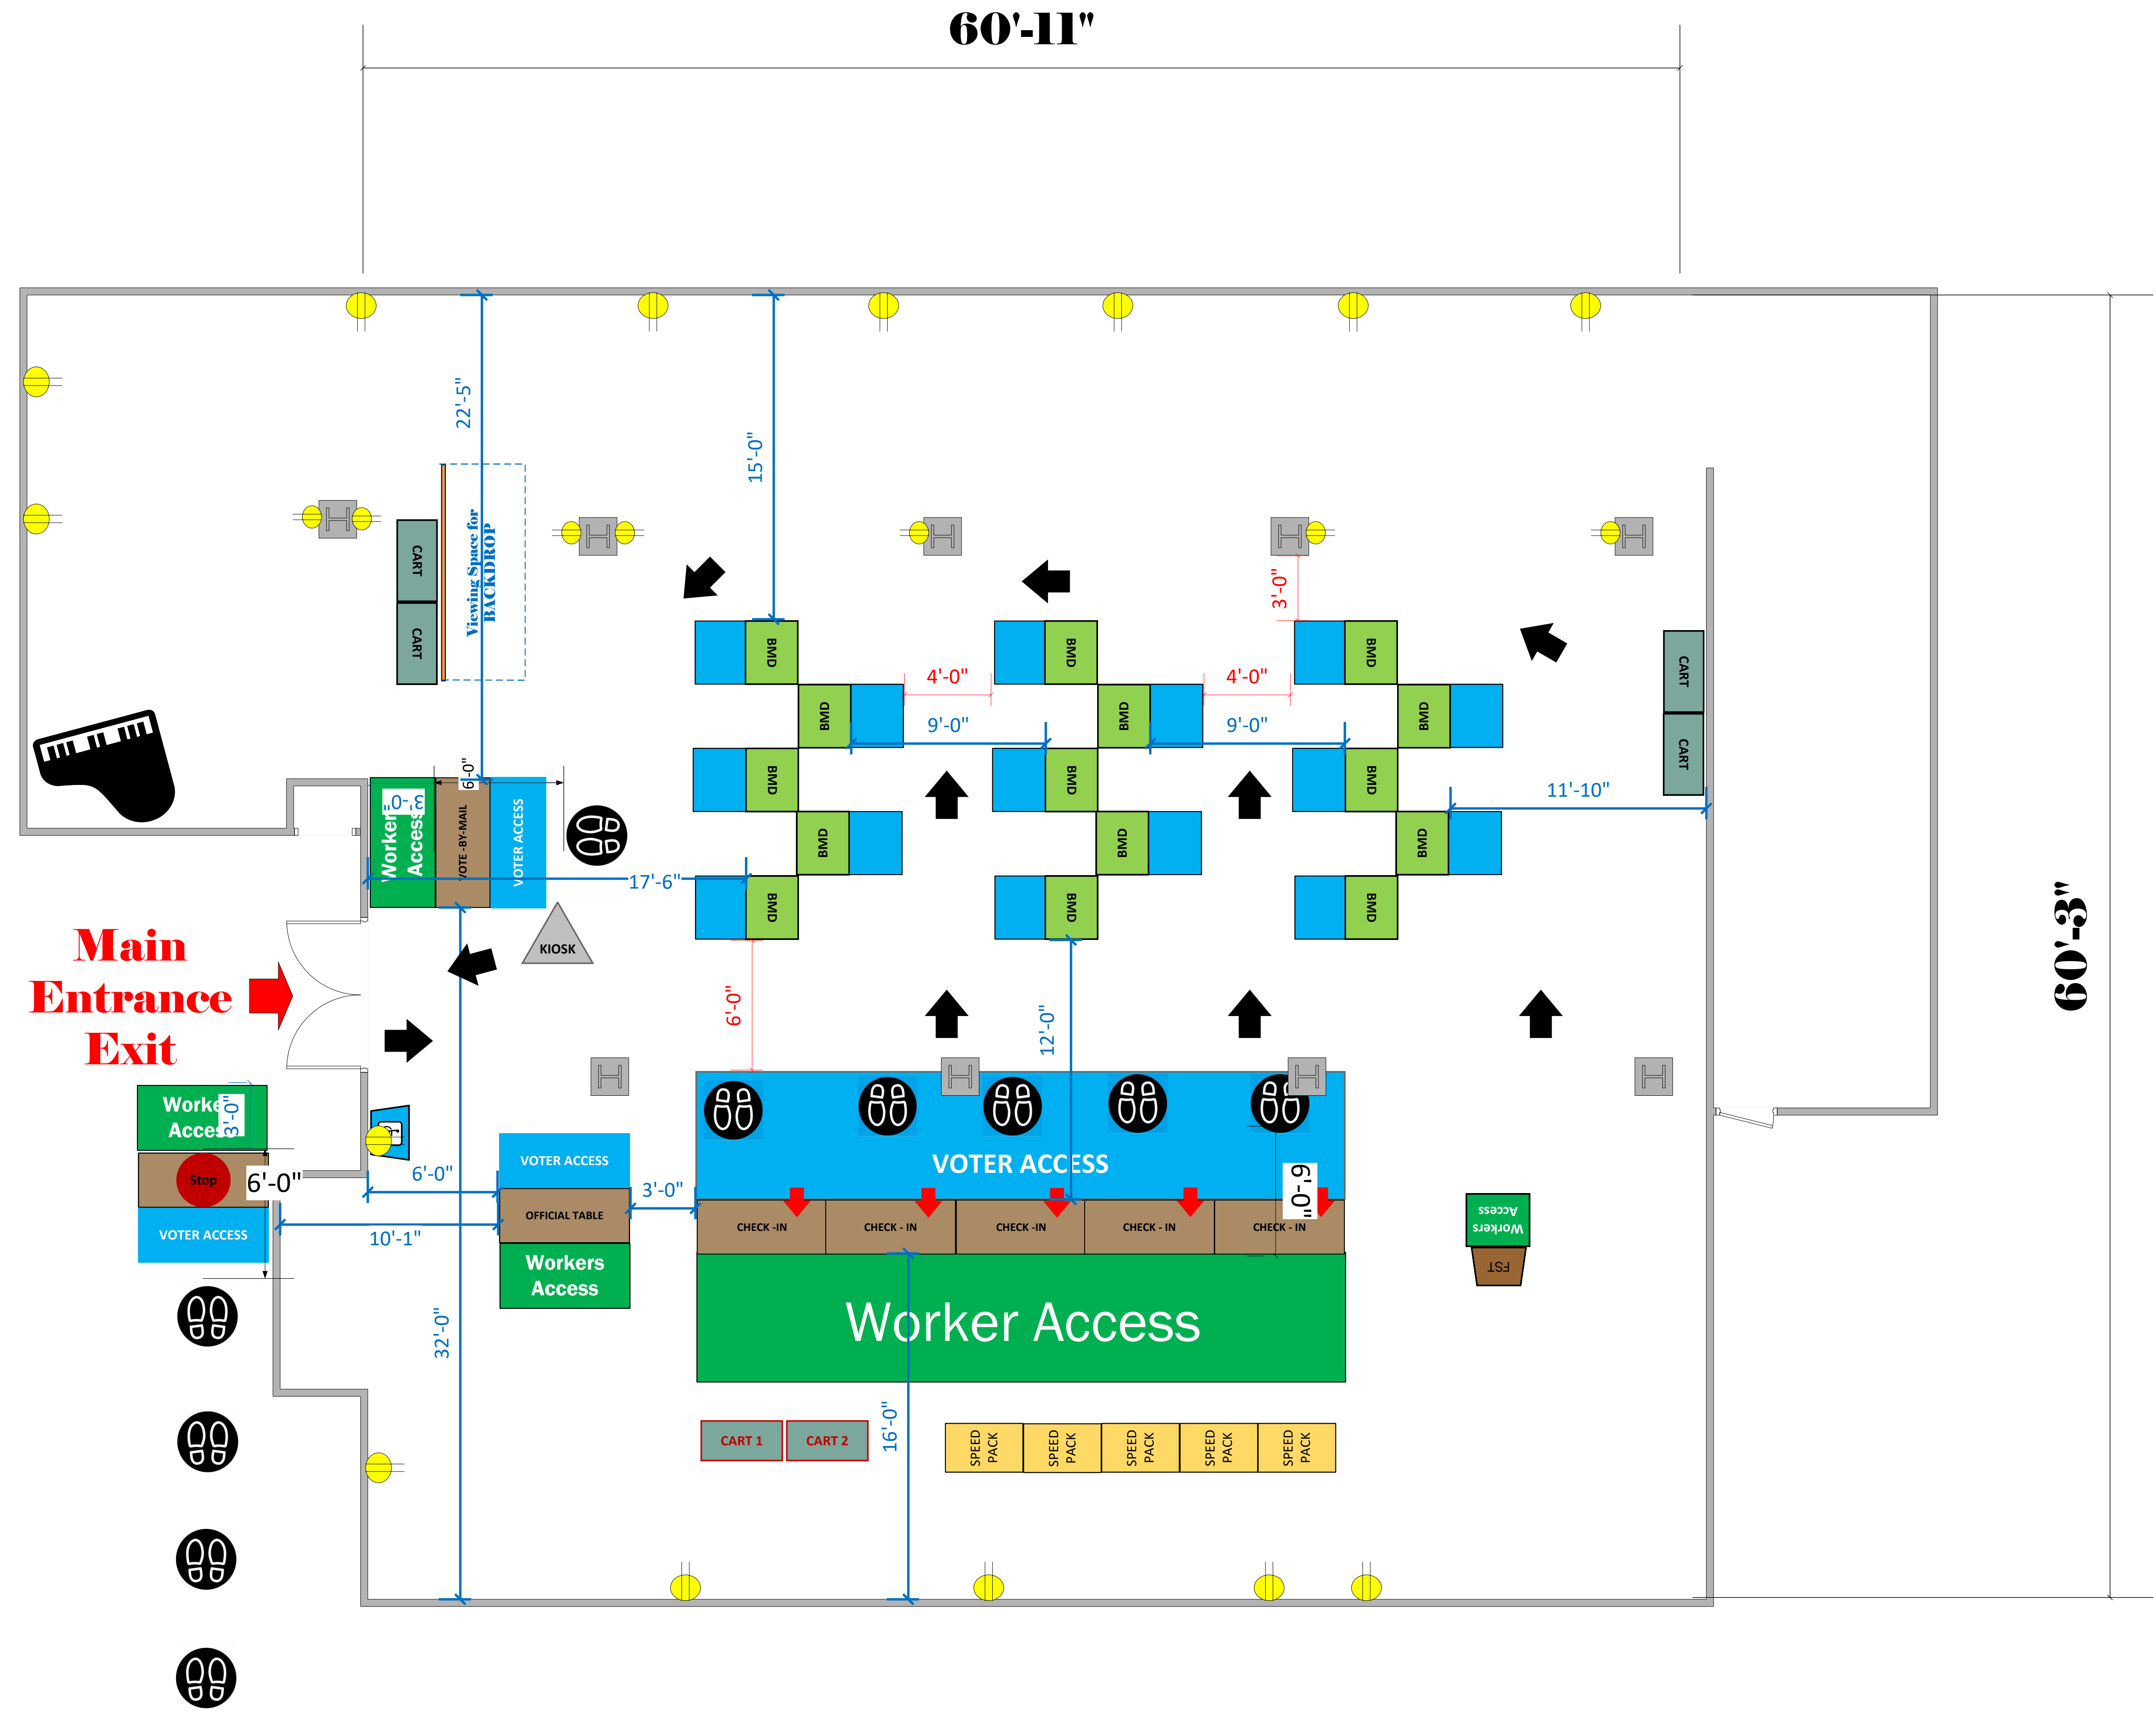 60'-11"
22'-5"
15'-0"
CART
CART
Viewing Space for
BACKDROP
3'-0"
BMD
BMD
BMD
4'-0"
4'-0"
BMD
BMD
BMD
9'-0"
9'-0"
CART
CART
BMD
BMD
BMD
11'-10"
6'-0"
3'-0"
Worker
Access
VOTE -BY-MAIL
VOTER ACCESS
BMD
BMD
BMD
17'-6"
BMD
BMD
BMD
60'-3"
Main
Entrance
Exit
KIOSK
6'-0"
12'-0"
Worker
Access
3'-0"
Stop
6'-0"
VOTER ACCESS
6'-0"
10'-1"
VOTER ACCESS
OFFICIAL TABLE
Workers
Access
3'-0"
VOTER ACCESS
6'-0"
CHECK -IN
CHECK - IN
CHECK -IN
CHECK - IN
CHECK - IN
Workers
Access
FST
Worker Access
32'-0"
16'-0"
CART 1
CART 2
SPEED
PACK
SPEED
PACK
SPEED
PACK
SPEED
PACK
SPEED
PACK